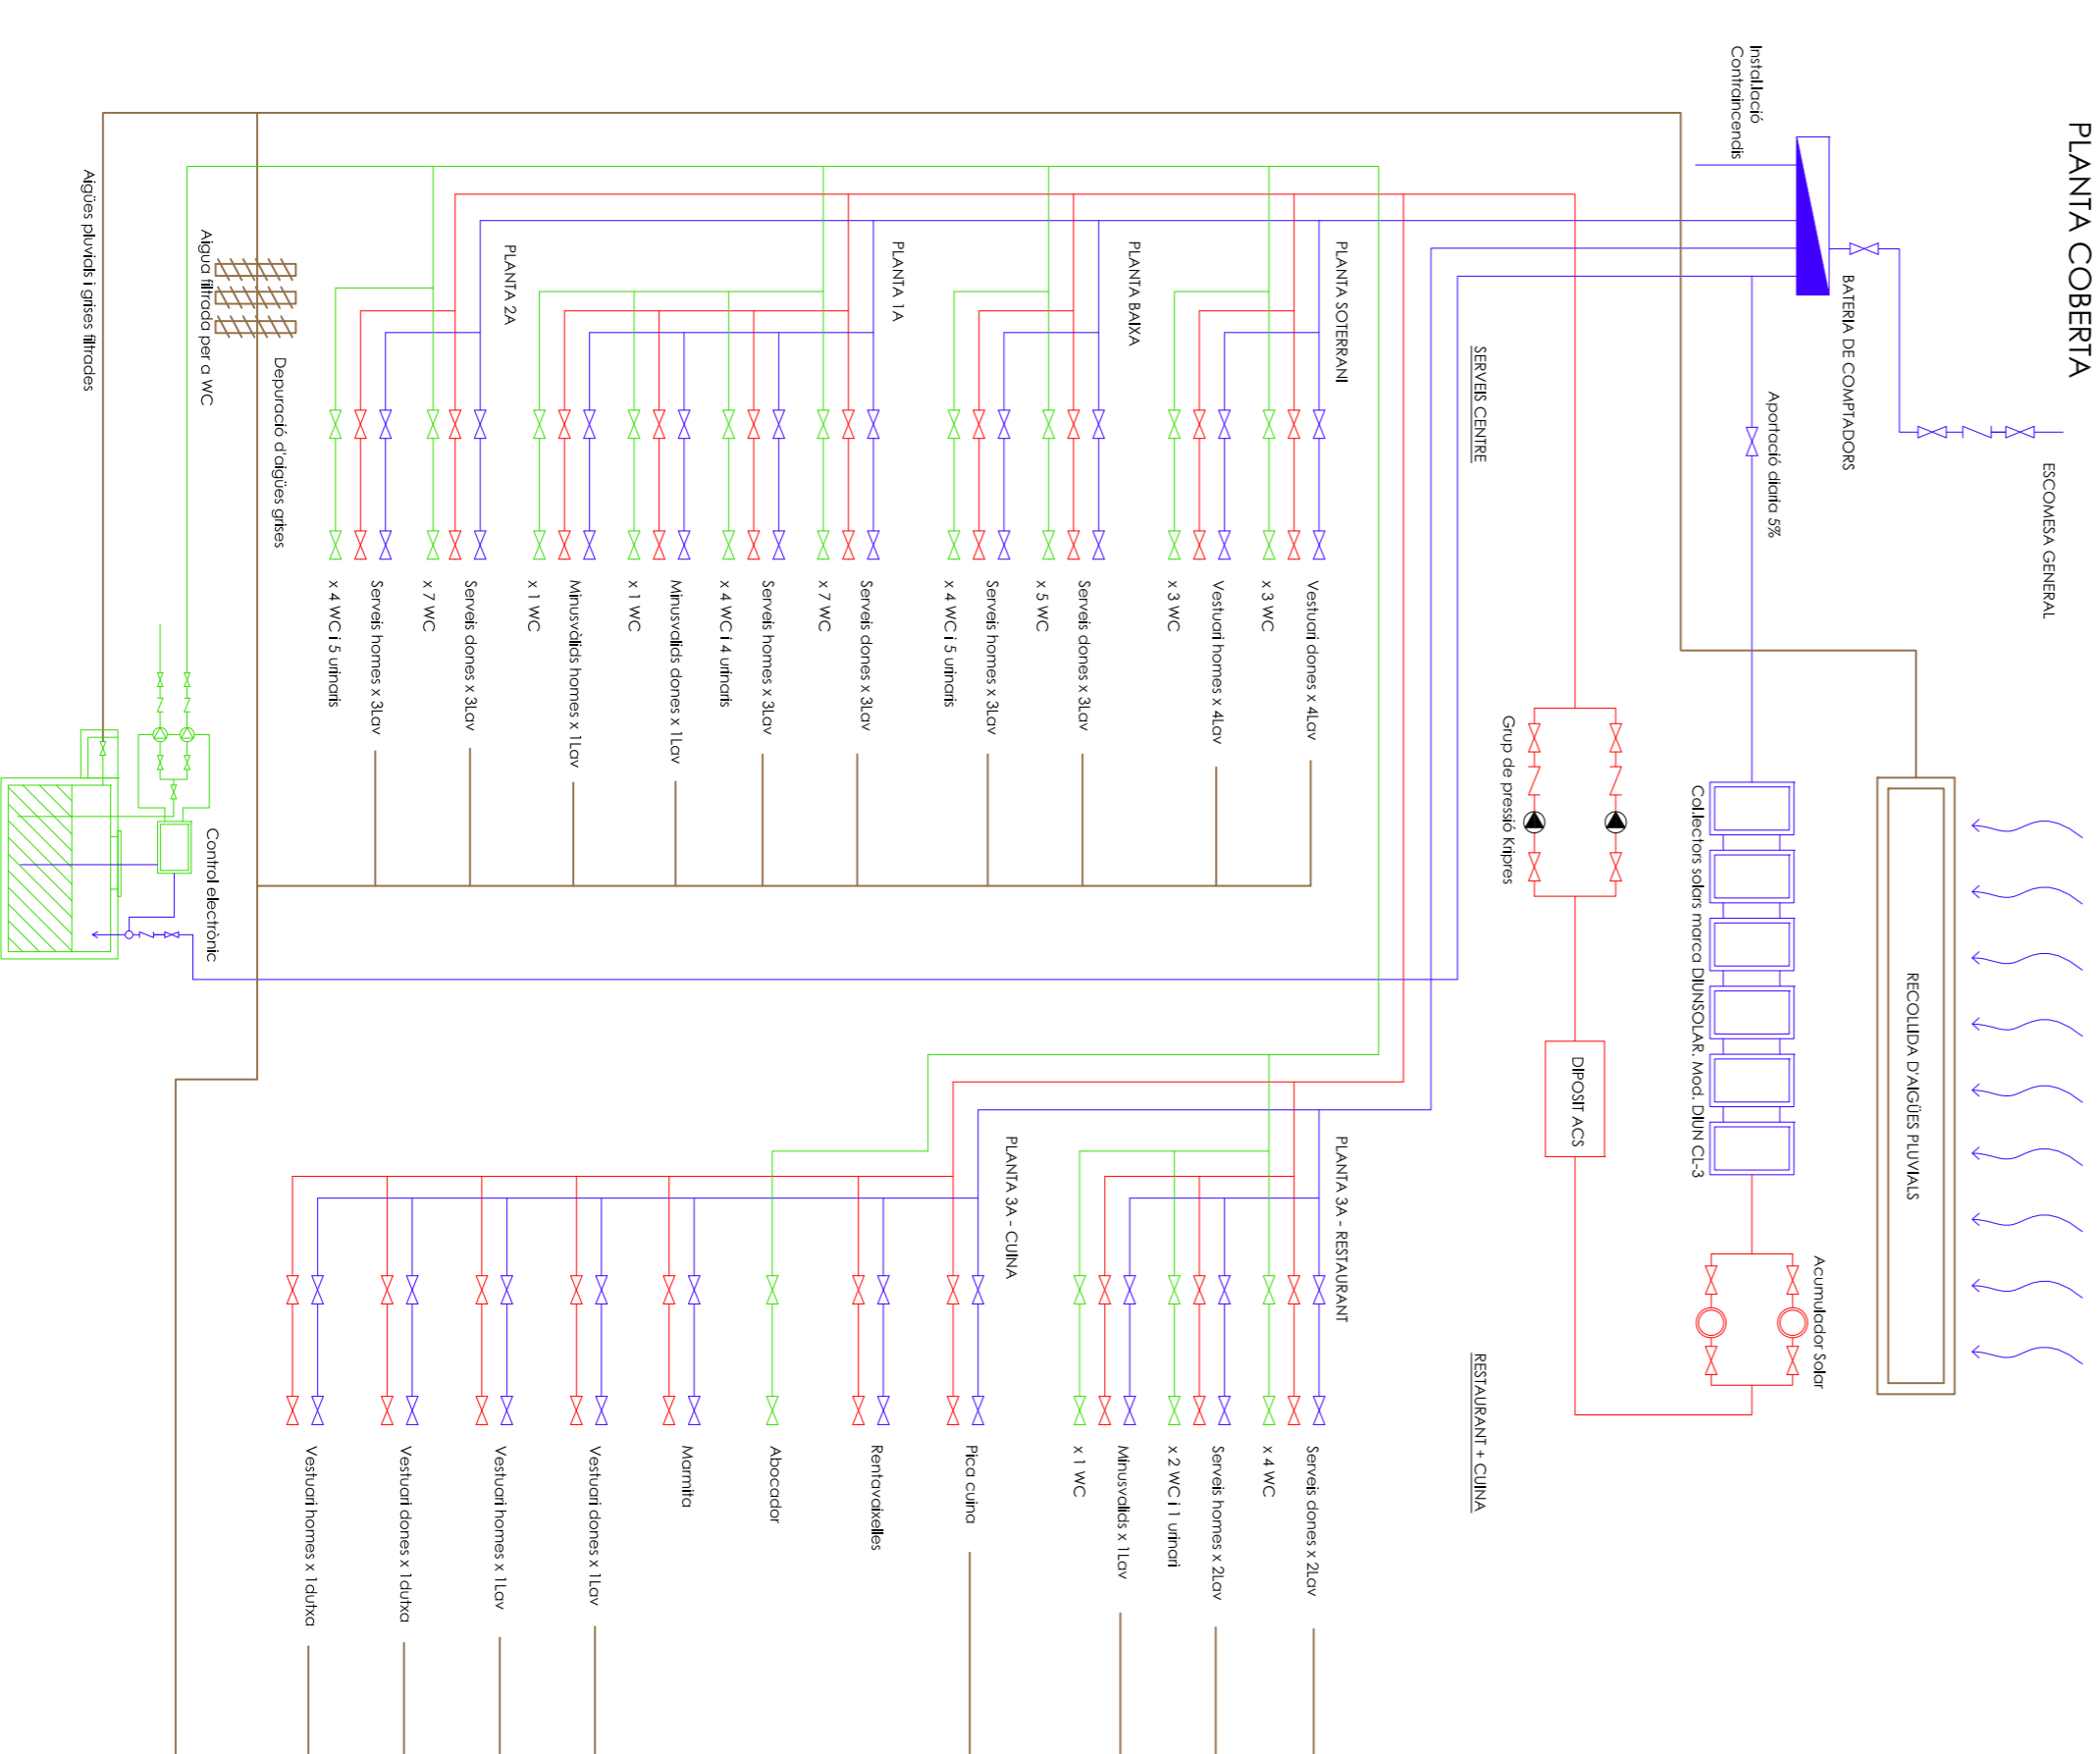 PLANTA COBERTA
ESCOMESA GENERAL
BATERIA DE COMPTADORS
Instal.lació
Contraincendis
Aportació diaria 5%
RECOLLIDA D'AIGÜES PLUVIALS
Acumulador Solar
Col.lectors solars marca DIUNSOLAR. Mod. DIUN CL-3
DIPOSIT ACS
Grup de pressió Kripres
SERVEIS CENTRE
PLANTA SOTERRANI
Vestuari dones x 4Lav
x 3 WC
Vestuari homes x 4Lav
x 3 WC
PLANTA BAIXA
Serveis dones x 3Lav
x 5 WC
Serveis homes x 3Lav
x 4 WC i 5 urinaris
PLANTA 1A
Serveis dones x 3Lav
x 7 WC
Serveis homes x 3Lav
x 4 WC i 4 urinaris
Minusvalids dones x 1Lav
x 1 WC
Minusvàlids homes x 1Lav
x 1 WC
PLANTA 2A
Serveis dones x 3Lav
x 7 WC
Serveis homes x 3Lav
x 4 WC i 5 urinaris
RESTAURANT + CUINA
PLANTA 3A - RESTAURANT
Serveis dones x 2Lav
x 4 WC
Serveis homes x 2Lav
x 2 WC i 1 urinari
Minusvalids x 1Lav
x 1 WC
PLANTA 3A - CUINA
Pica cuina
Rentavaixelles
Abocador
Marmita
Vestuari dones x 1Lav
Vestuari homes x 1Lav
Vestuari dones x 1dutxa
Vestuari homes x 1dutxa
Depuració d'aigües grises
Aigua filtrada per a WC
Control electrònic
Aigües pluvials i grises filtrades